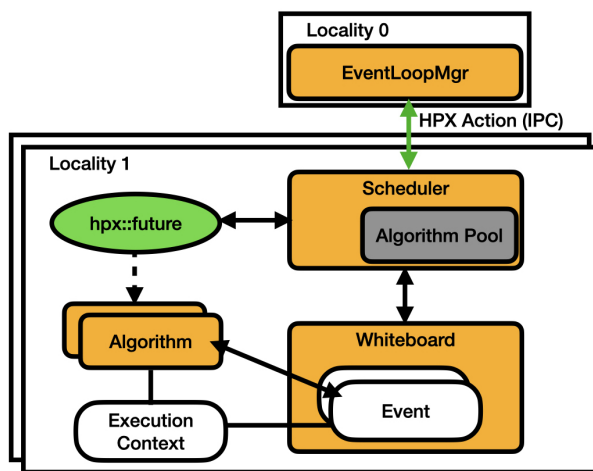 Locality 0
EventLoopMgr
HPX Action (IPC)
Locality 1
Scheduler
hpx::future
Algorithm Pool
Algorithm
Whiteboard
Event
Execution
Context